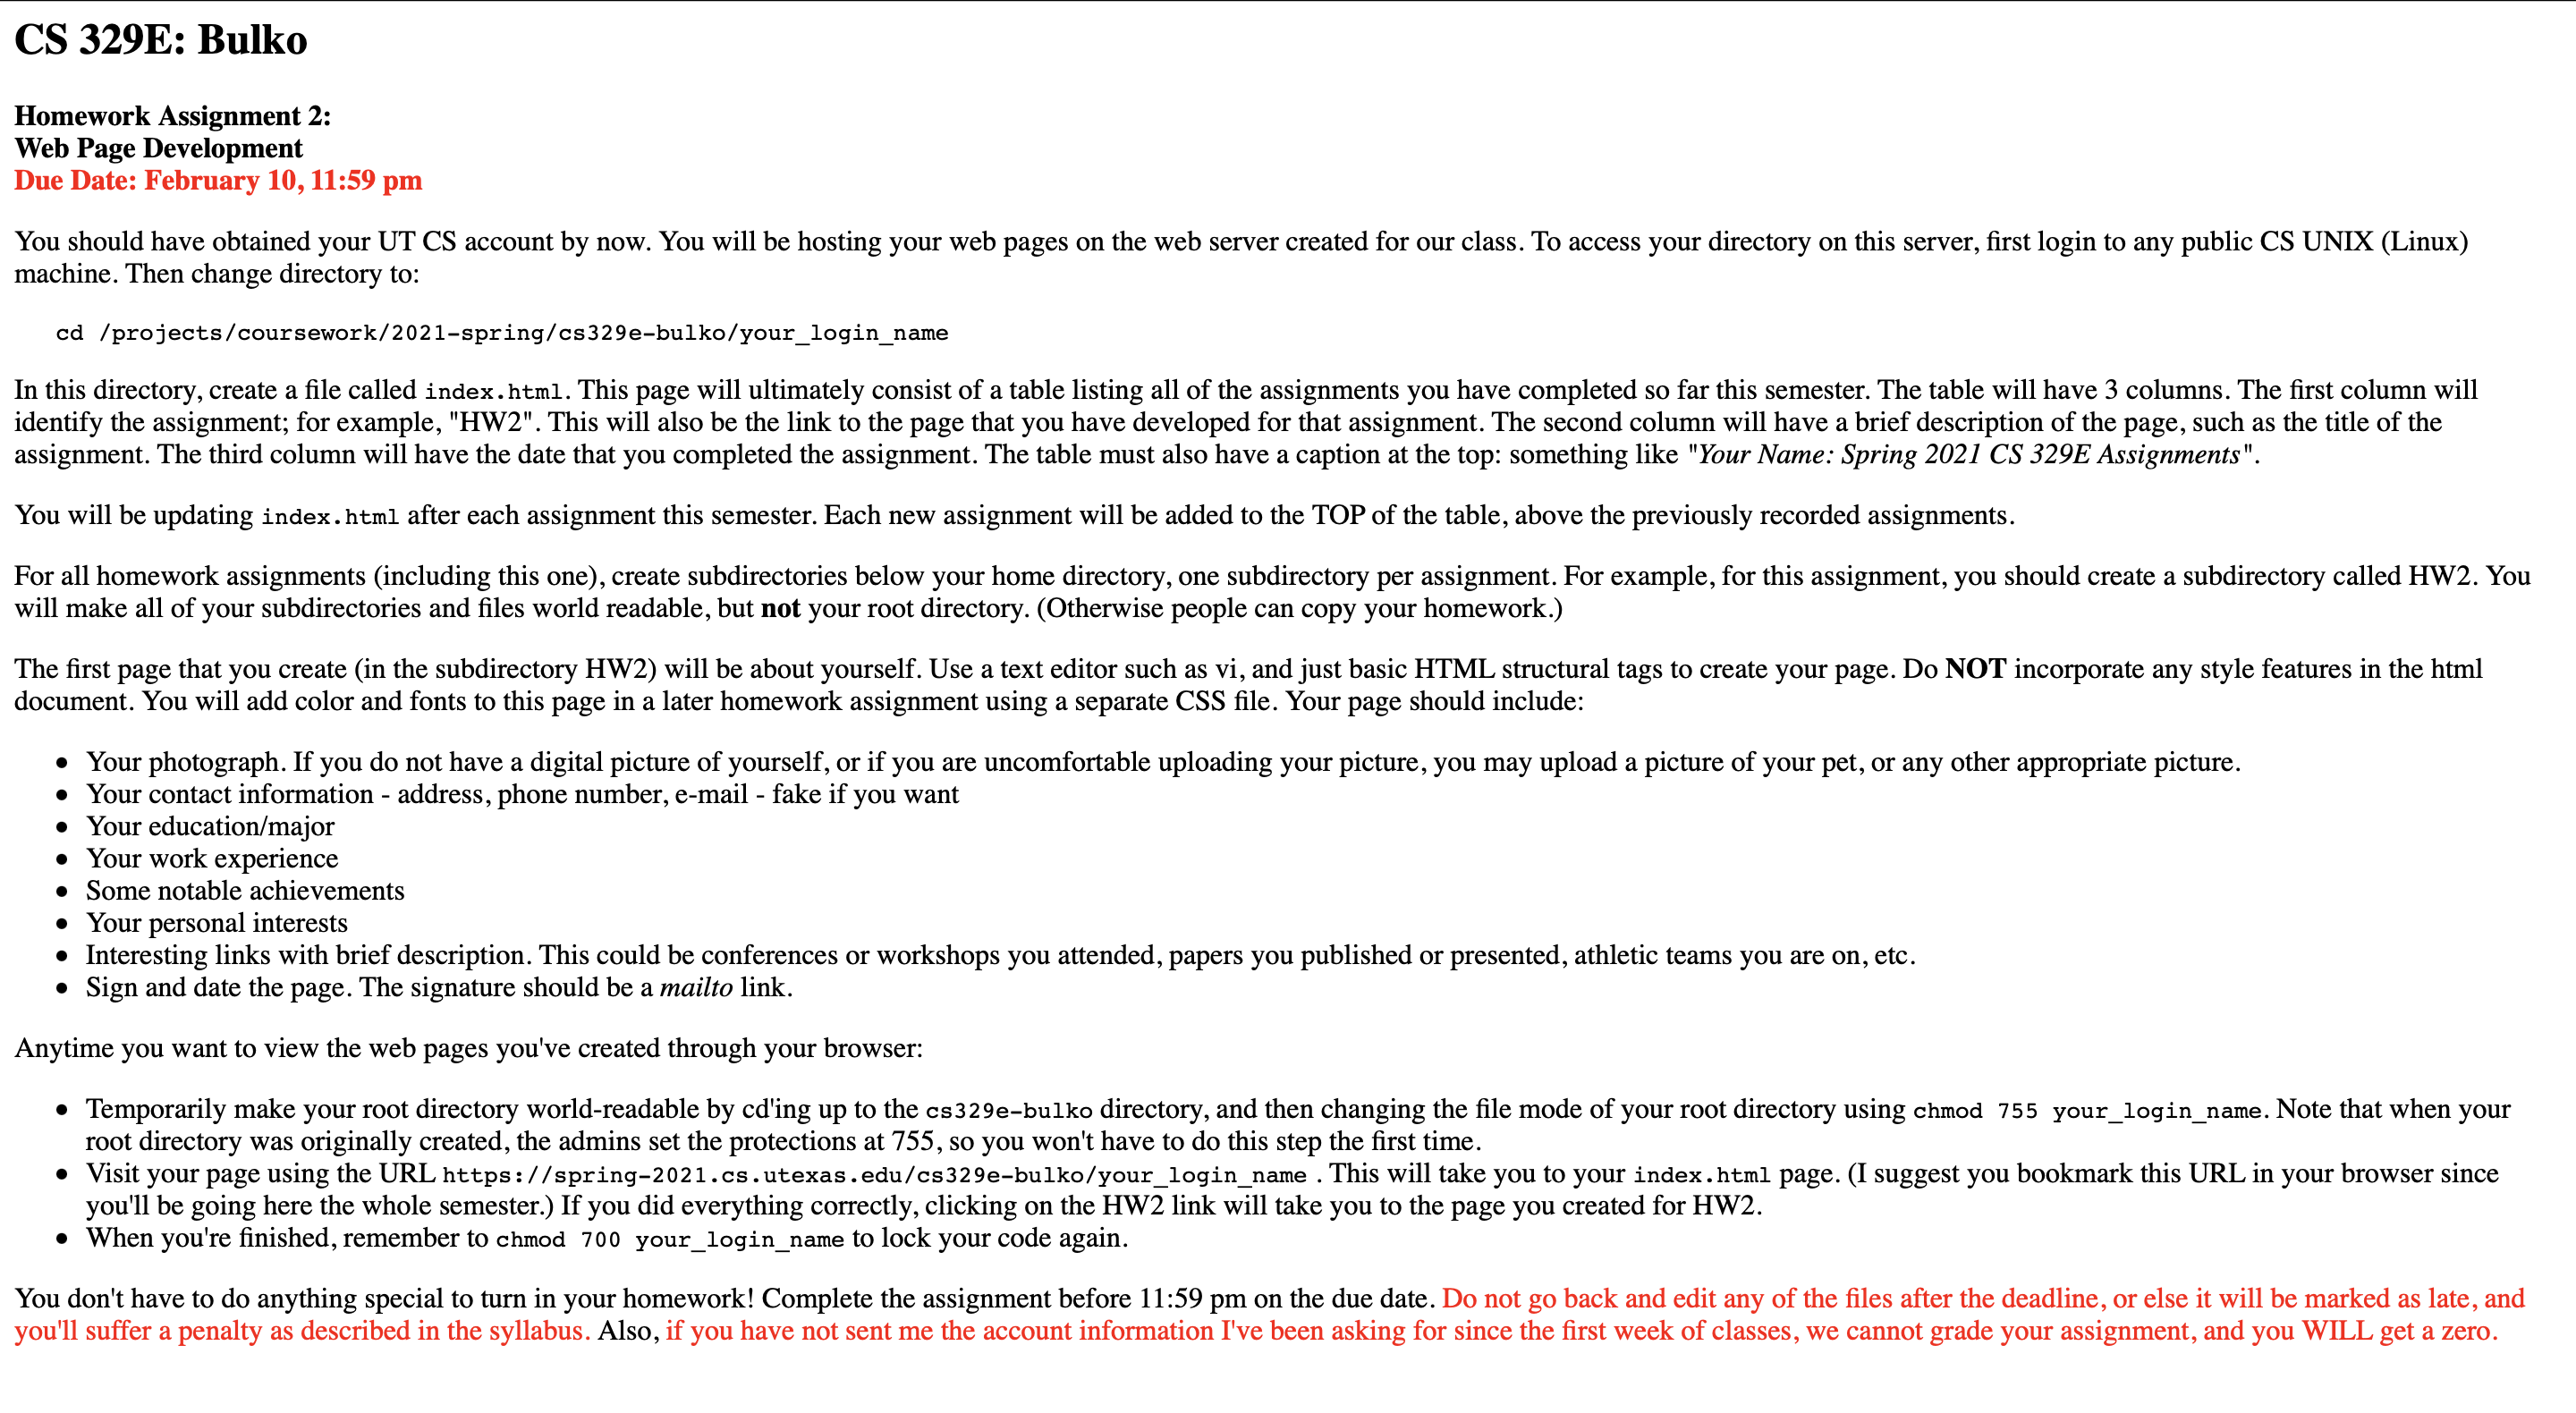 CS 329E: Bulko
Homework Assignment 2:
Web Page Development
Due Date: February 10, 11:59 pm
You should have obtained your UT CS account by now. You will be hosting your web pages on the web server created for our class. To access your directory on this server, first login to any public CS UNIX (Linux)
machine. Then change directory to:
cd /projects/coursework/2021-spring/cs329e-bulko/your_login_name
In this directory, create a file called index.html. This page will ultimately consist of a table listing all of the assignments you have completed so far this semester. The table will have 3 columns. The first column will
identify the assignment; for example, "HW2". This will also be the link to the page that you have developed for that assignment. The second column will have a brief description of the page, such as the title of the
assignment. The third column will have the date that you completed the assignment. The table must also have a caption at the top: something like "Your Name: Spring 2021 CS 329E Assignments".
You will be updating index.html after each assignment this semester. Each new assignment will be added to the TOP of the table, above the previously recorded assignments.
For all homework assignments (including this one), create subdirectories below your home directory, one subdirectory per assignment. For example, for this assignment, you should create a subdirectory called HW2. You
will make all of your subdirectories and files world readable, but not your root directory. (Otherwise people can copy your homework.)
The first page that you create (in the subdirectory HW2) will be about yourself. Use a text editor such as vi, and just basic HTML structural tags to create your page. Do NOT incorporate any style features in the html
document. You will add color and fonts to this page in a later homework assignment using a separate CSS file. Your page should include:
• Your photograph. If you do not have a digital picture of yourself, or if you are uncomfortable uploading your picture, you may upload a picture of your pet, or any other appropriate picture.
• Your contact information - address, phone number, e-mail - fake if you want
• Your education/major
• Your work experience
• Some notable achievements
• Your personal interests
• Interesting links with brief description. This could be conferences or workshops you attended, papers you published or presented, athletic teams you are on, etc.
• Sign and date the page. The signature should be a mailto link.
Anytime you want to view the web pages you've created through your browser:
• Temporarily make your root directory world-readable by cd'ing up to the cs329e-bulko directory, and then changing the file mode of your root directory using chmod 755 your_login_name. Note that when your
root directory was originally created, the admins set the protections at 755, so you won't have to do this step the first time.
• Visit your page using the URL https://spring-2021.cs.utexas.edu/cs329e-bulko/your_login_name . This will take you to your index.html page. (I suggest you bookmark this URL in your browser since
you'll be going here the whole semester.) If you did everything correctly, clicking on the HW2 link will take you to the page you created for HW2.
• When you're finished, remember to chmod 700 your_login_name to lock your code again.
You don't have to do anything special to turn in your homework! Complete the assignment before 11:59 pm on the due date. Do not go back and edit any of the files after the deadline, or else it will be marked as late, and
you'll suffer a penalty as described in the syllabus. Also, if you have not sent me the account information I've been asking for since the first week of classes, we cannot grade your assignment, and you WILL get a zero.